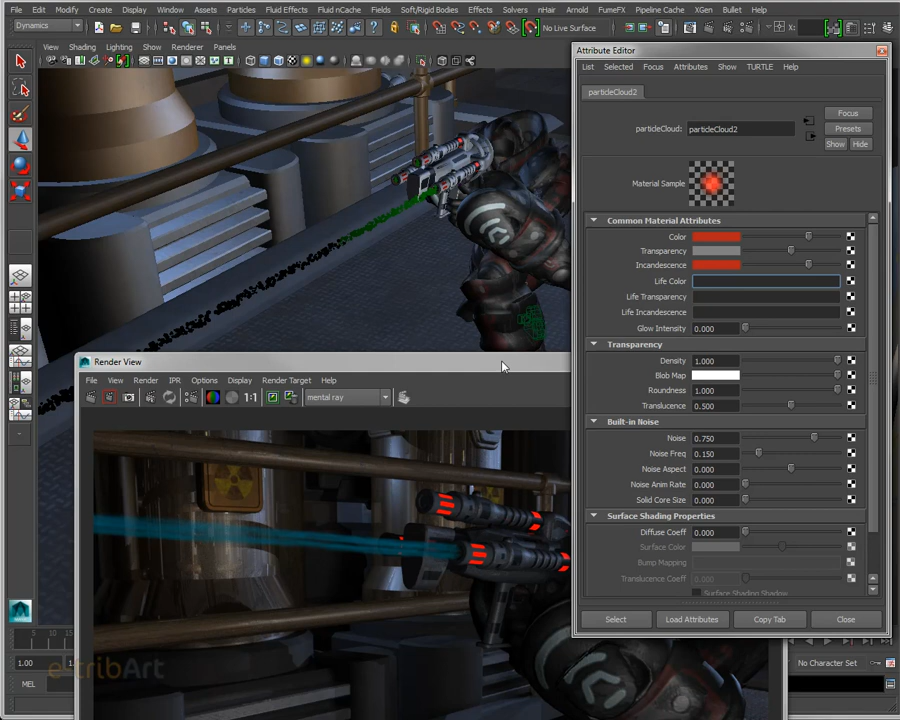 File Edit Modify Create Display Window Assets Particles Fluid Effects Fluid nCache Fields Soft/Rigid Bodies Effects Solvers nHair Arnold FumeFX Pipeline Cache XGen Bullet Help
Dynamics
No Live Surface
View Shading Lighting Show Renderer Panels
Attribute Editor
List Selected Focus Attributes Show TURTLE Help
particleCloud2
particleCloud: particleCloud2
Focus
Presets
Show Hide
Material Sample
Common Material Attributes
Color
Transparency
Incandescence
Life Color
Life Transparency
Life Incandescence
Glow Intensity 0.000
Transparency
Density 1.000
Blob Map
Roundness 1.000
Translucence 0.500
Built-in Noise
Noise 0.750
Noise Freq 0.150
Noise Aspect 0.000
Noise Anim Rate 0.000
Solid Core Size 0.000
Surface Shading Properties
Diffuse Coeff 0.000
Surface Color
Bump Mapping
Translucence Coeff 0.000
Surface Shading Shadow
Select Load Attributes Copy Tab Close
Render View
File View Render IPR Options Display Render Target Help
1:1 mental ray
5 10 15
1.00
No Character Set
MEL
e-tribArt